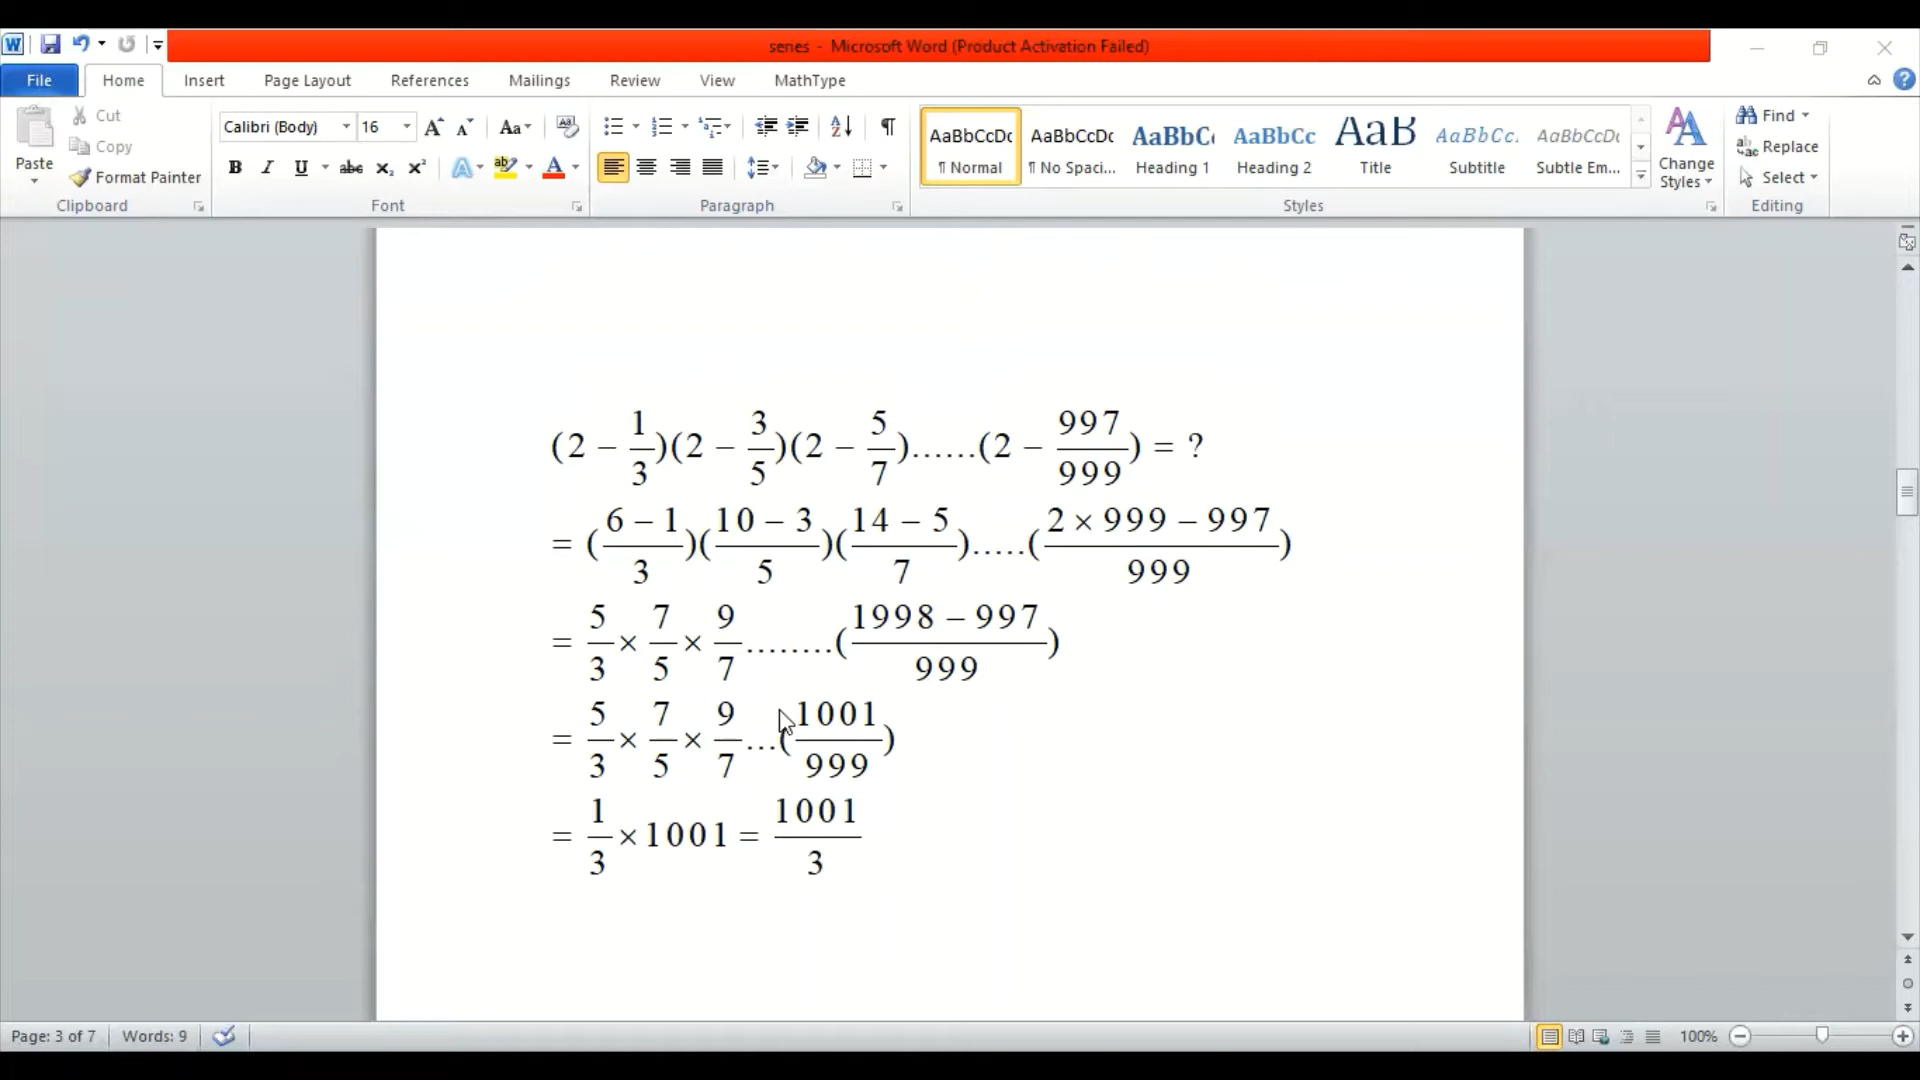 senes - Microsoft Word (Product Activation Failed)
File Home Insert Page Layout References Mailings Review View MathType
Paste Cut Copy Format Painter
Clipboard
Calibri (Body) 16
Font
Paragraph
AaBbCcDc AaBbCcDc AaBbC AaBbCc AaB AaBbCc. AaBbCcDc
¶ Normal ¶ No Spaci... Heading 1 Heading 2 Title Subtitle Subtle Em...
Change Styles
Styles
Find Replace Select
Editing
(2 − 1/3)(2 − 3/5)(2 − 5/7)......(2 − 997/999) = ?
= ((6 − 1)/3)((10 − 3)/5)((14 − 5)/7).....((2 × 999 − 997)/999)
= 5/3 × 7/5 × 9/7........((1998 − 997)/999)
= 5/3 × 7/5 × 9/7...(1001/999)
= 1/3 × 1001 = 1001/3
Page: 3 of 7 Words: 9 100%